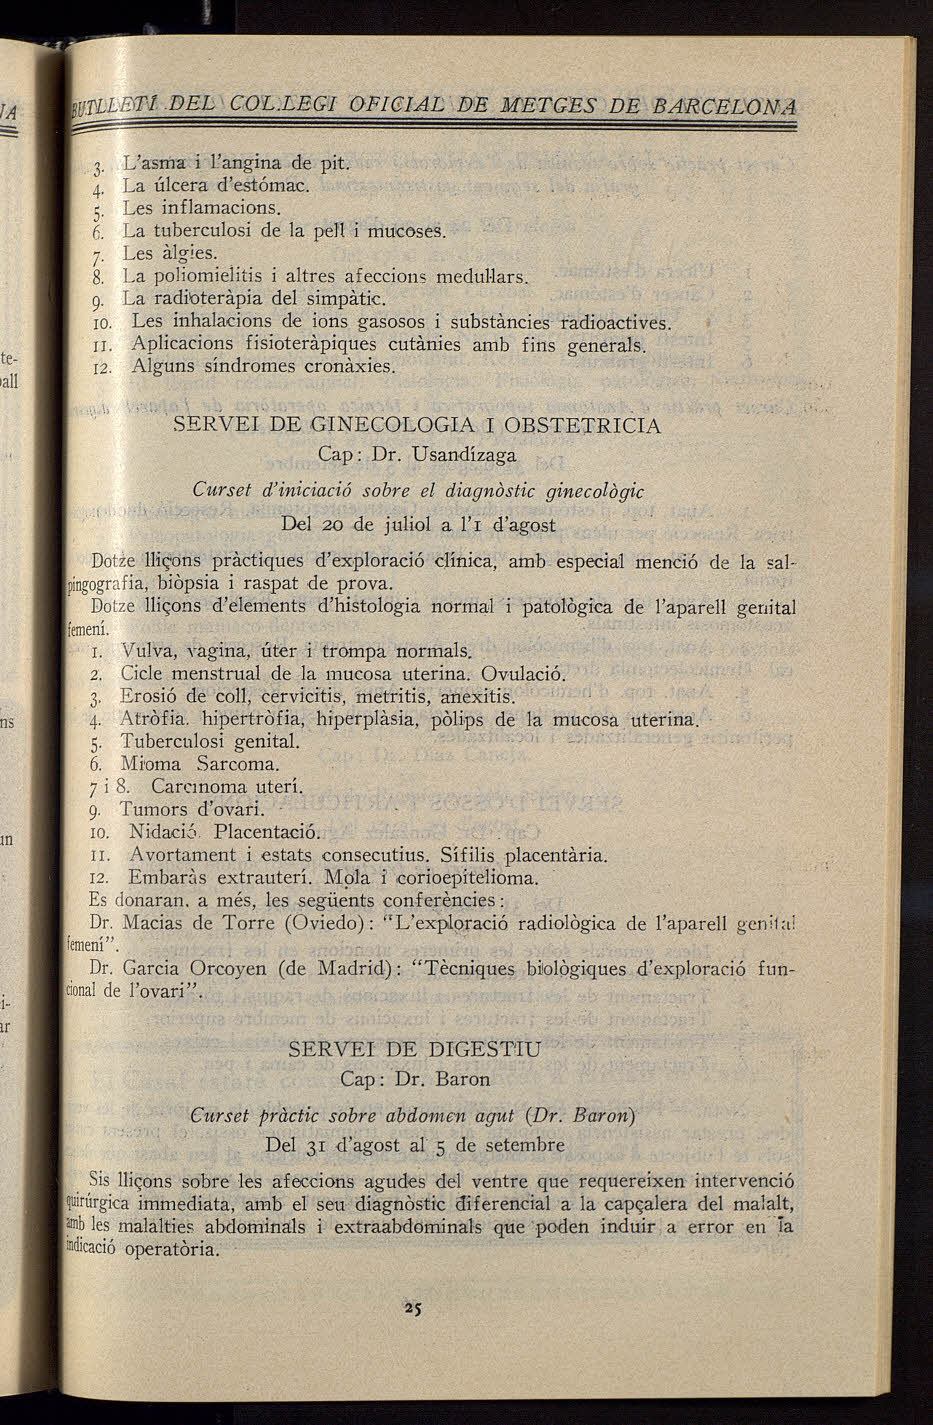 BUTLLETÍ DEL COL.LEGI OFICIAL DE METGES DE BARCELONA
3. L'asma i l'angina de pit.
4. La úlcera d'estómac.
5. Les inflamacions.
6. La tuberculosi de la pell i mucoses.
7. Les àlgies.
8. La poliomielitis i altres afeccions medul·lars.
9. La radioteràpia del simpàtic.
10. Les inhalacions de ions gasosos i substàncies radioactives.
11. Aplicacions fisioteràpiques cutànies amb fins generals.
12. Alguns síndromes cronàxies.
SERVEI DE GINECOLOGIA I OBSTETRICIA
Cap: Dr. Usandízaga
Curset d'iniciació sobre el diagnòstic ginecològic
Del 20 de juliol a l'1 d'agost
Dotze lliçons pràctiques d'exploració clínica, amb especial menció de la sal-
pingografia, biòpsia i raspat de prova.
Dotze lliçons d'elements d'histologia normal i patològica de l'aparell genital
femení.
1. Vulva, vagina, úter i trompa normals.
2. Cicle menstrual de la mucosa uterina. Ovulació.
3. Erosió de coll, cervicitis, metritis, anexitis.
4. Atròfia, hipertròfia, hiperplàsia, pòlips de la mucosa uterina.
5. Tuberculosi genital.
6. Mioma Sarcoma.
7 i 8. Carcinoma uterí.
9. Tumors d'ovari.
10. Nidació. Placentació.
11. Avortament i estats consecutius. Sífilis placentària.
12. Embaràs extrauterí. Mola i corioepitelioma.
Es donaran, a més, les següents conferències:
Dr. Macias de Torre (Oviedo): "L'exploració radiològica de l'aparell genital
femení".
Dr. Garcia Orcoyen (de Madrid): "Tècniques biològiques d'exploració fun-
cional de l'ovari".
SERVEI DE DIGESTIU
Cap: Dr. Baron
Curset pràctic sobre abdomen agut (Dr. Baron)
Del 31 d'agost al 5 de setembre
Sis lliçons sobre les afeccions agudes del ventre que requereixen intervenció
quirúrgica immediata, amb el seu diagnòstic diferencial a la capçalera del malalt,
amb les malalties abdominals i extraabdominals que poden induir a error en la
indicació operatòria.
25